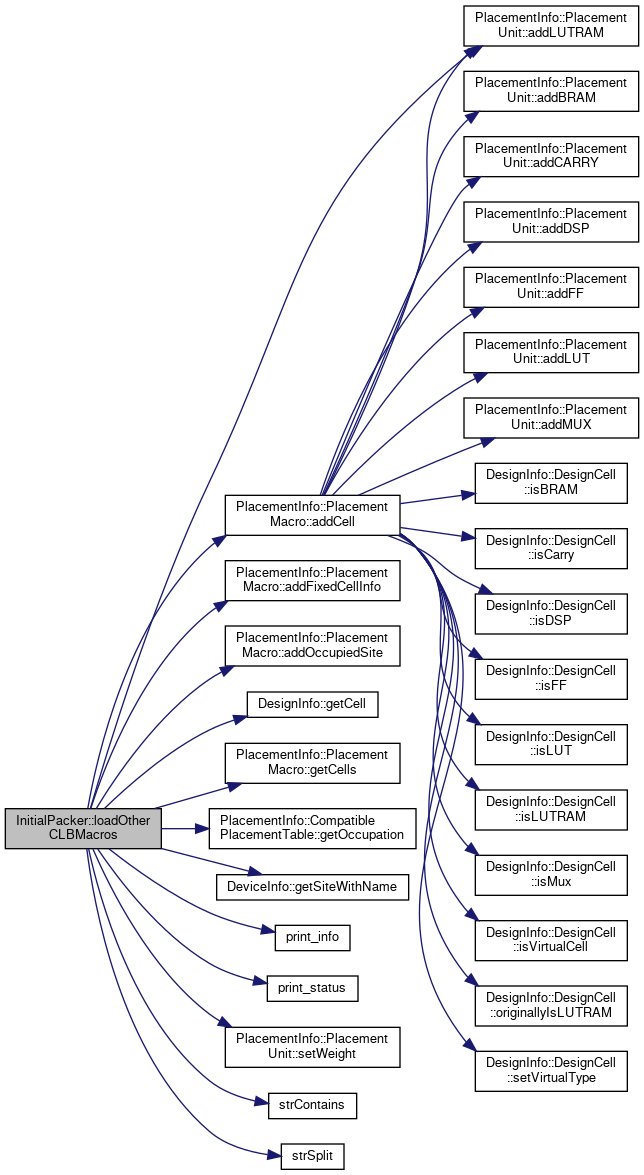 InitialPacker::loadOther
CLBMacros
PlacementInfo::Placement
Macro::addCell
PlacementInfo::Placement
Macro::addFixedCellInfo
PlacementInfo::Placement
Macro::addOccupiedSite
DesignInfo::getCell
PlacementInfo::Placement
Macro::getCells
PlacementInfo::Compatible
PlacementTable::getOccupation
DeviceInfo::getSiteWithName
print_info
print_status
PlacementInfo::Placement
Unit::setWeight
strContains
strSplit
PlacementInfo::Placement
Unit::addLUTRAM
PlacementInfo::Placement
Unit::addBRAM
PlacementInfo::Placement
Unit::addCARRY
PlacementInfo::Placement
Unit::addDSP
PlacementInfo::Placement
Unit::addFF
PlacementInfo::Placement
Unit::addLUT
PlacementInfo::Placement
Unit::addMUX
DesignInfo::DesignCell
::isBRAM
DesignInfo::DesignCell
::isCarry
DesignInfo::DesignCell
::isDSP
DesignInfo::DesignCell
::isFF
DesignInfo::DesignCell
::isLUT
DesignInfo::DesignCell
::isLUTRAM
DesignInfo::DesignCell
::isMux
DesignInfo::DesignCell
::isVirtualCell
DesignInfo::DesignCell
::originallyIsLUTRAM
DesignInfo::DesignCell
::setVirtualType